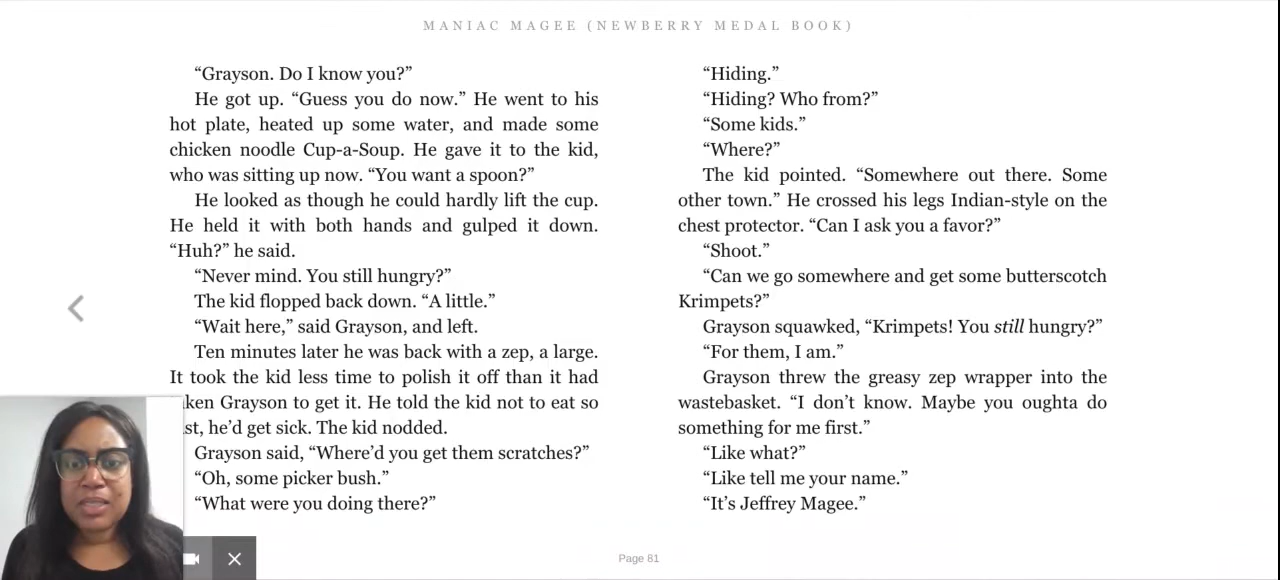 MANIAC MAGEE (NEWBERRY MEDAL BOOK)
“Grayson. Do I know you?”
He got up. “Guess you do now.” He went to his
hot plate, heated up some water, and made some
chicken noodle Cup-a-Soup. He gave it to the kid,
who was sitting up now. “You want a spoon?”
He looked as though he could hardly lift the cup.
He held it with both hands and gulped it down.
“Huh?” he said.
“Never mind. You still hungry?”
The kid flopped back down. “A little.”
“Wait here,” said Grayson, and left.
Ten minutes later he was back with a zep, a large.
It took the kid less time to polish it off than it had
Grayson to get it. He told the kid not to eat so
he’d get sick. The kid nodded.
Grayson said, “Where’d you get them scratches?”
“Oh, some picker bush.”
“What were you doing there?”
“Hiding.”
“Hiding? Who from?”
“Some kids.”
“Where?”
The kid pointed. “Somewhere out there. Some
other town.” He crossed his legs Indian-style on the
chest protector. “Can I ask you a favor?”
“Shoot.”
“Can we go somewhere and get some butterscotch
Krimpets?”
Grayson squawked, “Krimpets! You still hungry?”
“For them, I am.”
Grayson threw the greasy zep wrapper into the
wastebasket. “I don’t know. Maybe you oughta do
something for me first.”
“Like what?”
“Like tell me your name.”
“It’s Jeffrey Magee.”
Page 81